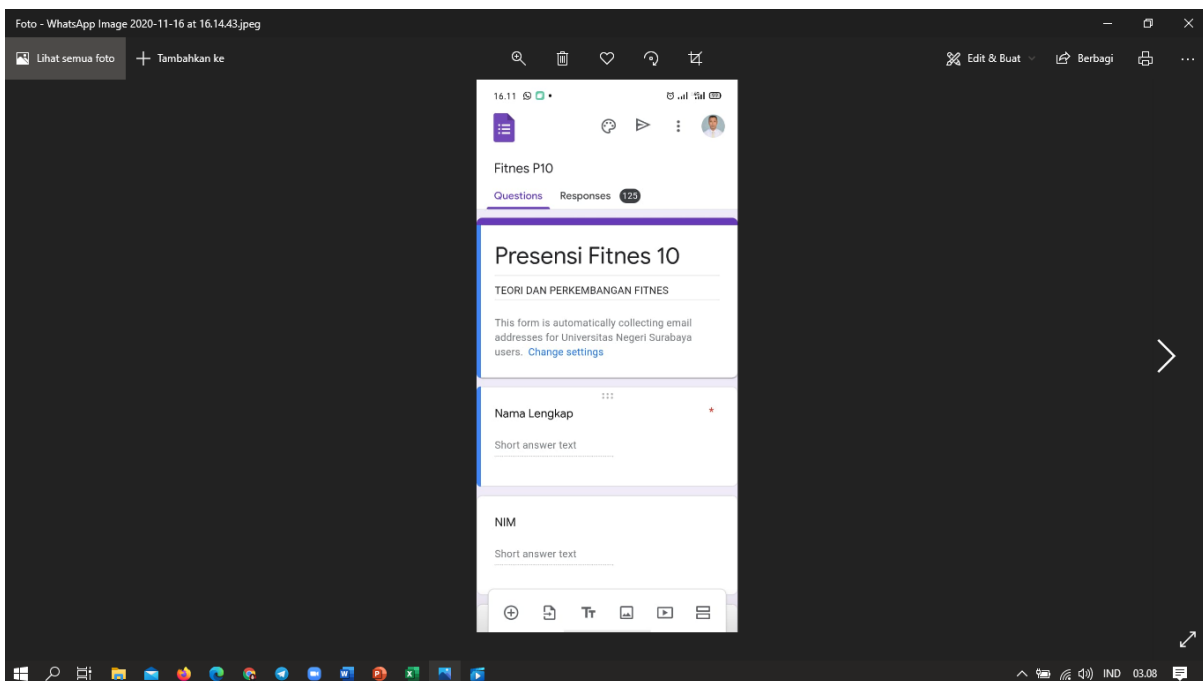 Foto - WhatsApp Image 2020-11-16 at 16.14.43.jpeg
Lihat semua foto
Tambahkan ke
Edit & Buat
Berbagi
16.11
Fitnes P10
Questions Responses 125
Presensi Fitnes 10
TEORI DAN PERKEMBANGAN FITNES
This form is automatically collecting email
addresses for Universitas Negeri Surabaya
users. Change settings
Nama Lengkap *
Short answer text
NIM
Short answer text
Tт
IND 03.08